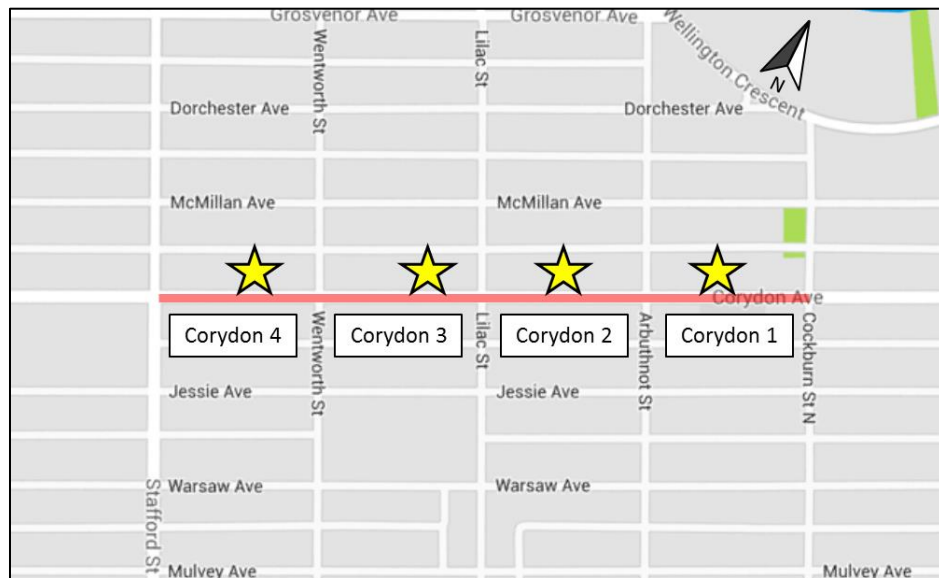 Grosvenor Ave
Grosvenor Ave
Wentworth St
Lilac St
Wellington Crescent
N
Dorchester Ave
Dorchester Ave
McMillan Ave
McMillan Ave
Corydon Ave
Corydon 4
Corydon 3
Corydon 2
Corydon 1
Wentworth St
Lilac St
Arbuthnot St
Cockburn St N
Jessie Ave
Jessie Ave
Warsaw Ave
Warsaw Ave
Stafford St
Mulvey Ave
Mulvey Ave